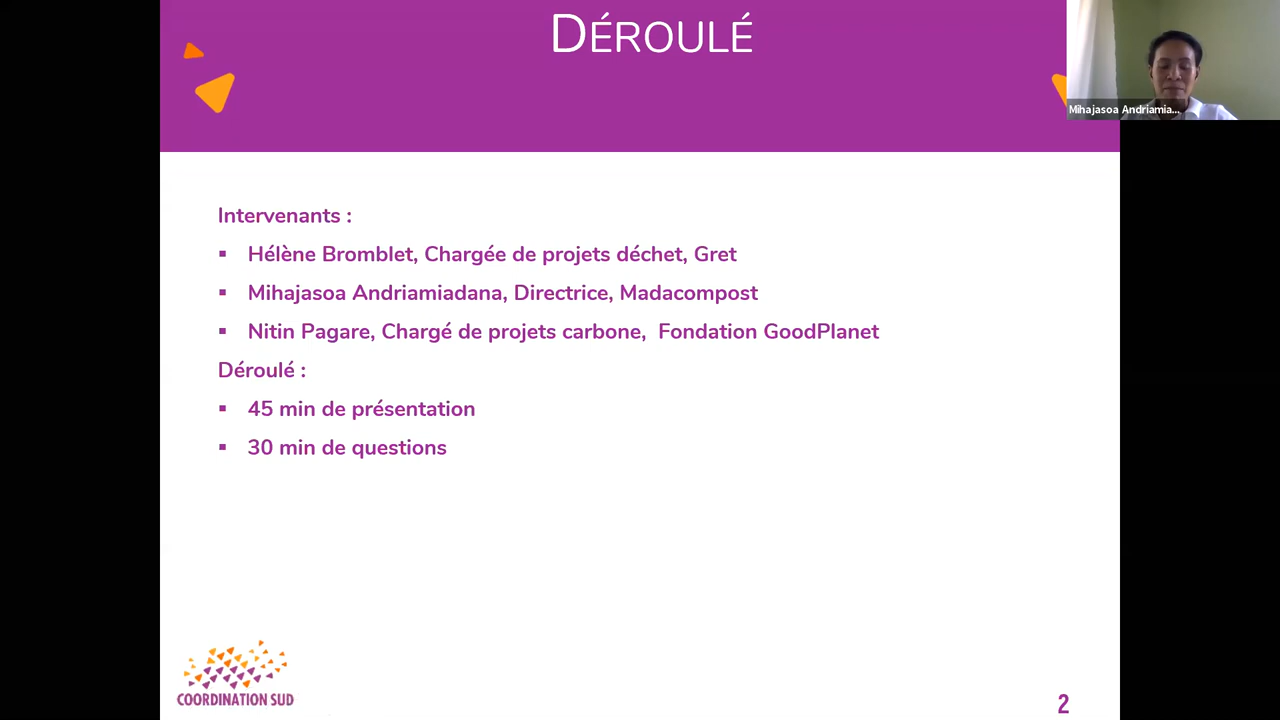 DÉROULÉ
Mihajasoa Andriamia...
Intervenants :
▪ Hélène Bromblet, Chargée de projets déchet, Gret
▪ Mihajasoa Andriamiadana, Directrice, Madacompost
▪ Nitin Pagare, Chargé de projets carbone,  Fondation GoodPlanet
Déroulé :
▪ 45 min de présentation
▪ 30 min de questions
COORDINATION SUD
2